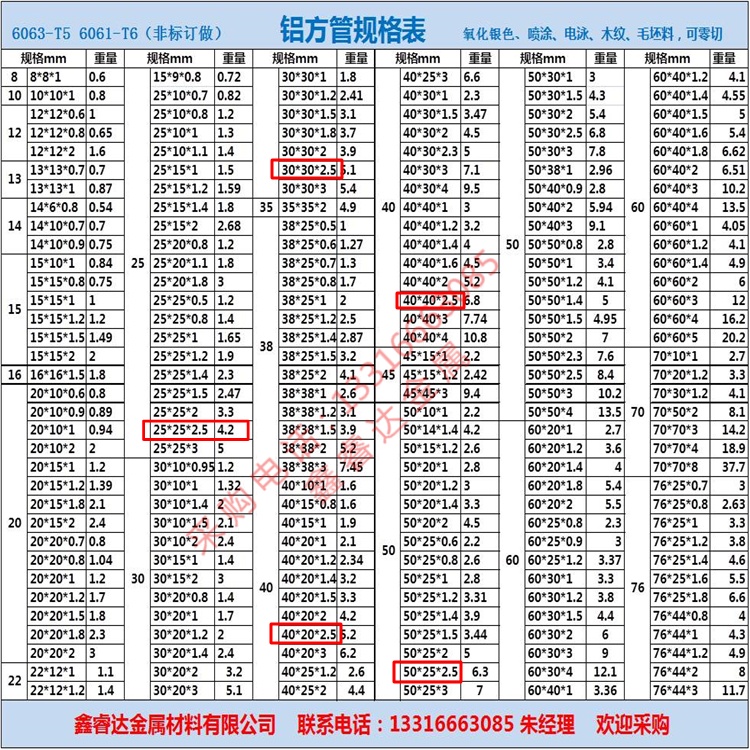 6063-T5 6061-T6（非标订做） 铝方管规格表 氧化银色、喷涂、电泳、木纹、毛坯料，可零切
规格mm 重量 规格mm 重量 规格mm 重量 规格mm 重量 规格mm 重量 规格mm 重量
8 8*8*1 0.6 15*9*0.8 0.72 30*30*1 1.8 40*25*3 6.6 50*30*1 3 60*40*1.2 4.1
10 10*10*1 0.8 25*10*0.7 0.82 30*30*1.2 2.41 40*30*1 2.3 50*30*1.5 4.3 60*40*1.4 4.55
12*12*0.6 1 25*10*0.8 1.2 30*30*1.5 3.1 40*30*1.5 3.47 50*30*2 5.4 60*40*1.5 5
12 12*12*0.8 0.65 25*10*1 1.3 30*30*1.8 3.7 40*30*2 4.5 50*30*2.5 6.8 60*40*1.6 5.4
12*12*2 1.6 25*10*1.1 1.4 30*30*2 3.9 40*30*2.3 5 50*30*3 7.8 60*40*1.8 6.62
13 13*13*0.7 0.7 25*15*1 1.5 30*30*2.5 5.1 40*30*3 7.1 50*38*1 2.96 60*40*2 6.51
13*13*1 0.87 25*15*1.2 1.59 30*30*3 5.4 40*30*4 9.5 50*40*0.9 2.8 60*40*3 10.2
14*6*0.8 0.54 25*15*1.4 1.8 35 35*35*2 4.9 40 40*40*1 3 50*40*2 5.94 60 60*40*4 13.5
14 14*10*0.7 0.7 25*15*2 2.68 38*25*0.5 1 40*40*1.2 3.2 50*40*3 9.1 60*60*1 4.05
14*10*0.9 0.75 25*20*0.8 1.2 38*25*0.6 1.27 40*40*1.4 4 50 50*50*0.8 2.8 60*60*1.2 4.1
15*10*1 0.84 25 25*20*1.1 1.8 38*25*0.7 1.3 40*40*1.6 4.5 50*50*1 3.4 60*60*1.4 4.9
15*15*0.8 0.75 25*20*1.8 3 38*25*0.8 1.7 40*40*2 5.2 50*50*1.2 4.1 60*60*2 6
15 15*15*1 1 25*25*0.5 1.2 38*25*1 2 40*40*2.5 6.8 50*50*1.4 5 60*60*3 12
15*15*1.2 1.2 25*25*0.8 1.4 38*25*1.2 2.5 40*40*3 7.74 50*50*1.5 4.95 60*60*4 16.2
15*15*1.5 1.49 25*25*1 1.65 38 38*25*1.4 2.87 40*40*4 10.8 50*50*2 7 60*60*5 20.2
15*15*2 2 25*25*1.2 1.9 38*25*1.5 3.2 45*15*1 2.2 50*50*2.3 7.6 70*10*1 2.7
16 16*16*1.5 1.8 25*25*1.4 2.3 38*25*2 4.1 45 45*15*1.2 2.42 50*50*2.5 8.4 70*20*1.2 3.3
20*10*0.6 0.8 25*25*1.5 2.47 38*38*1 2.6 45*45*3 9.4 50*50*3 10.2 70*30*1.2 4.1
20*10*0.9 0.89 25*25*2 3.3 38*38*1.2 3.1 50*10*1 2.2 50*50*4 13.5 70 70*50*2 8.1
20*10*1 0.94 25*25*2.5 4.2 38*38*1.5 3.9 50*14*1.4 4.2 60*20*1 2.7 70*70*3 14.2
20*10*2 2 25*25*3 5 38*38*2 5.2 50*20*1 2.2 60*20*1.2 3.6 70*70*4 18.9
20*15*1 1.2 30*10*0.95 1.2 38*38*3 7.45 50*20*1 2.8 60*20*1.4 4 70*70*8 37.7
20*15*1.2 1.39 30*10*1 1.32 40*10*1 1.6 50*20*1.2 3 60*20*1.8 5.4 76*25*0.7 3
20*15*1.8 2.1 30*10*1.4 2 40*15*0.8 1.6 50*20*1.4 3.3 60*20*2 5.5 76*25*0.8 2.63
20 20*15*2 2.4 30*10*1.5 2.1 40*15*1 1.9 50*20*2 4.5 60*25*0.8 2.3 76*25*1 3.3
20*20*0.7 0.8 30*10*2 2.4 40*20*1 2.1 50*25*0.6 2.2 60*25*0.9 3 76*25*1.2 3.8
20*20*0.8 1.04 30*15*1 1.4 40*20*1.2 2.34 50 50*25*0.8 2.6 60 60*25*1.2 3.37 76*25*1.4 4.6
20*20*1 1.2 30 30*15*2 3 40*20*1.4 3 50*25*1 2.8 60*30*1 3.3 76*25*1.6 5.5
20*20*1.2 1.5 30*20*0.8 1.4 40 40*20*1.5 3.3 50*25*1.2 3.31 60*30*1.2 3.8 76 76*25*1.8 6.6
20*20*1.5 1.8 30*20*1 1.7 40*20*2 4.2 50*25*1.4 3.9 60*30*1.4 4.5 76*44*0.8 4
20*20*1.8 2.3 30*20*1.2 2 40*20*2.5 5.2 50*25*1.5 3.44 60*30*2 6 76*44*1 4.3
20*20*2 3 30*20*1.4 2.4 40*20*3 6.2 50*25*2 5 60*30*3 9 76*44*1.2 4.9
22 22*12*1 1.1 30*20*2 3.2 40*25*1.2 2.6 50*25*2.5 6.3 60*30*4 12.1 76*44*2 8
22*12*1.2 1.4 30*20*3 5.1 40*25*2 4.4 50*25*3 7 60*40*1 3.36 76*44*3 11.7
采购电话：13316663085
鑫睿达金属
鑫睿达金属材料有限公司 联系电话：13316663085 朱经理 欢迎采购